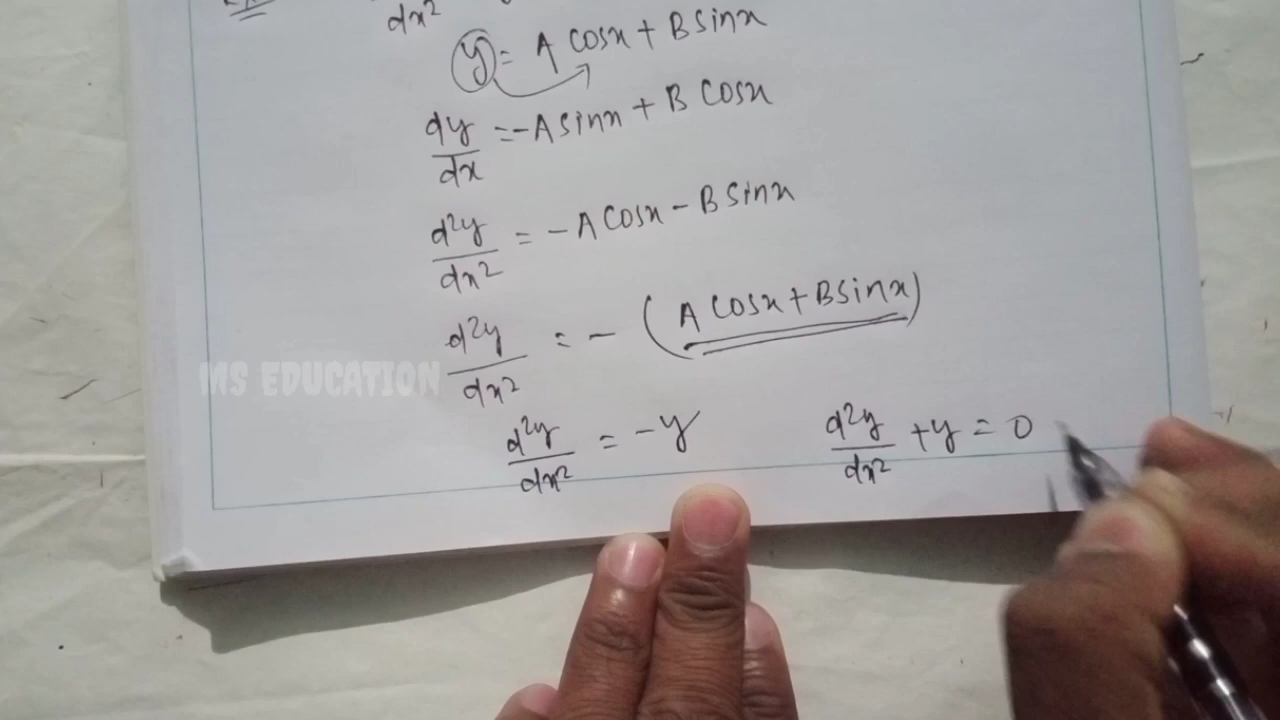 dx²
y = A cosx + B sinx
dy/dx = -A sinx + B cosx
d²y/dx² = - A cosx - B sinx
d²y/dx² = - (A cosx + B sinx)
MS EDUCATION
d²y/dx² = -y d²y/dx² + y = 0